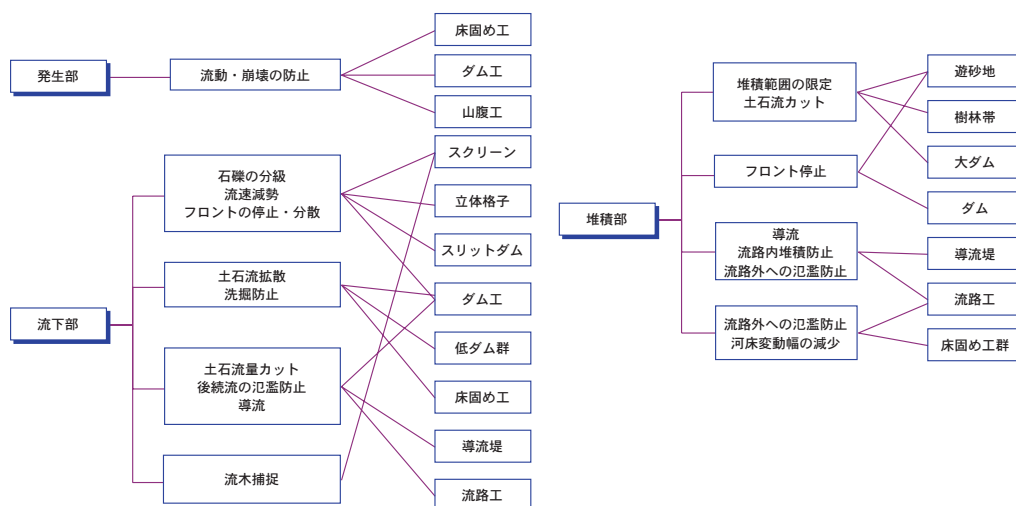 発生部
流動・崩壊の防止
床固め工
ダム工
山腹工
流下部
石礫の分級
流速減勢
フロントの停止・分散
土石流拡散
洗掘防止
土石流量カット
後続流の氾濫防止
導流
流木捕捉
スクリーン
立体格子
スリットダム
ダム工
低ダム群
床固め工
導流堤
流路工
堆積部
堆積範囲の限定
土石流カット
フロント停止
導流
流路内堆積防止
流路外への氾濫防止
流路外への氾濫防止
河床変動幅の減少
遊砂地
樹林帯
大ダム
ダム
導流堤
流路工
床固め工群